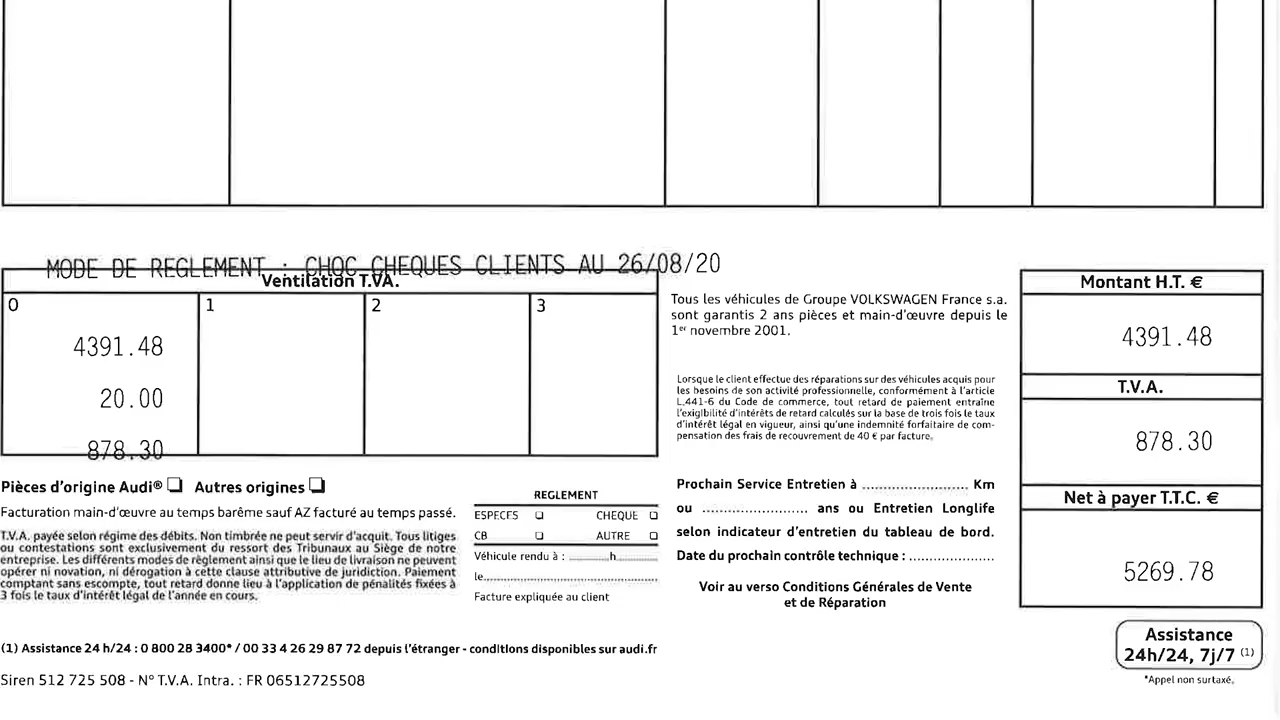 MODE DE REGLEMENT : CHQC CHEQUES CLIENTS AU 26/08/20
Ventilation T.VA.
0 1 2 3
4391.48
20.00
878.30
Pièces d'origine Audi® ❏ Autres origines ❏
Facturation main-d'œuvre au temps barême sauf AZ facturé au temps passé.
T.V.A. payée selon régime des débits. Non timbrée ne peut servir d'acquit. Tous litiges
ou contestations sont exclusivement du ressort des Tribunaux au Siège de notre
entreprise. Les différents modes de règlement ainsi que le lieu de livraison ne peuvent
opérer ni novation, ni dérogation à cette clause attributive de juridiction. Paiement
comptant sans escompte, tout retard donne lieu à l'application de pénalités fixées à
3 fois le taux d'intérêt légal de l'année en cours.
REGLEMENT
ESPECES ❏ CHEQUE ❏
CB ❏ AUTRE ❏
Véhicule rendu à : ............h............
le......................................................
Facture expliquée au client
Tous les véhicules de Groupe VOLKSWAGEN France s.a.
sont garantis 2 ans pièces et main-d'œuvre depuis le
1er novembre 2001.
Lorsque le client effectue des réparations sur des véhicules acquis pour
les besoins de son activité professionnelle, conformément à l'article
L.441-6 du Code de commerce, tout retard de paiement entraîne
l'exigibilité d'intérêts de retard calculés sur la base de trois fois le taux
d'intérêt légal en vigueur, ainsi qu'une indemnité forfaitaire de com-
pensation des frais de recouvrement de 40 € par facture.
Prochain Service Entretien à ........................ Km
ou ........................ ans ou Entretien Longlife
selon indicateur d'entretien du tableau de bord.
Date du prochain contrôle technique : ...................
Voir au verso Conditions Générales de Vente
et de Réparation
Montant H.T. €
4391.48
T.V.A.
878.30
Net à payer T.T.C. €
5269.78
(1) Assistance 24 h/24 : 0 800 28 3400* / 00 33 4 26 29 87 72 depuis l'étranger - conditions disponibles sur audi.fr
Siren 512 725 508 - N° T.V.A. Intra. : FR 06512725508
Assistance
24h/24, 7j/7 (1)
*Appel non surtaxé.